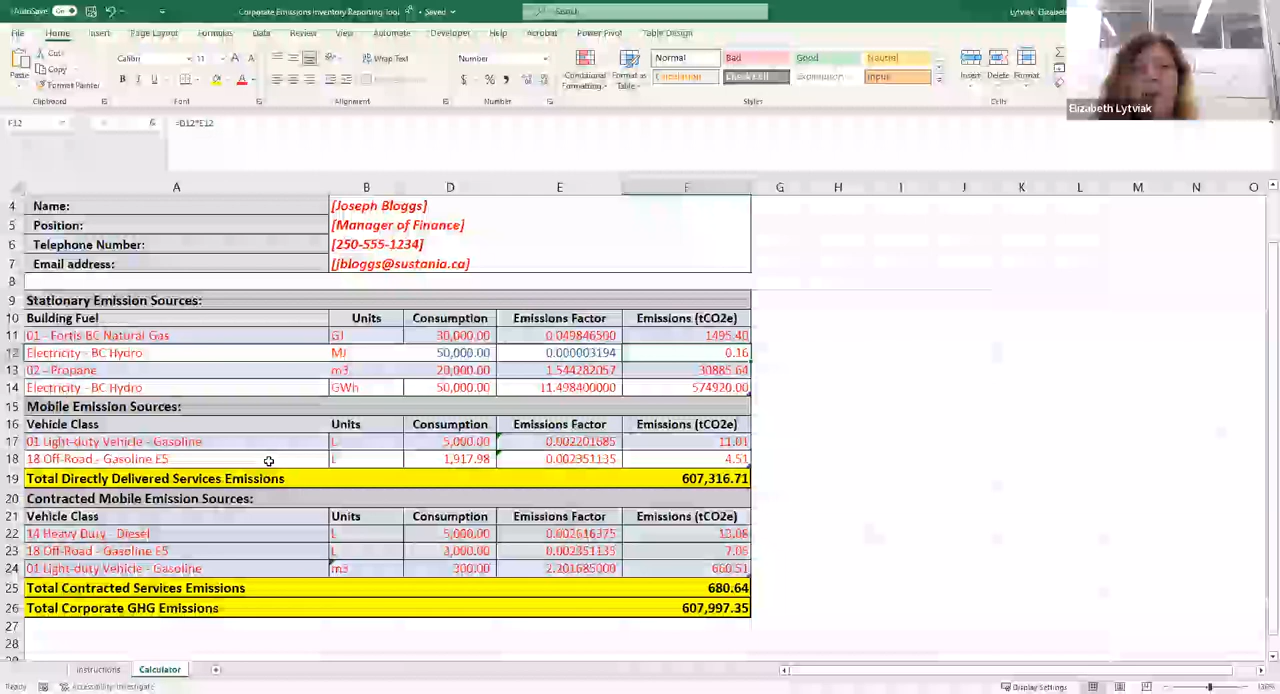 AutoSave On Corporate Emissions Inventory Reporting Tool • Saved Search Lytviak, Elizabeth
File Home Insert Page Layout Formulas Data Review View Automate Developer Help Acrobat Power Pivot Table Design
Paste Cut Copy Format Painter
Calibri 11 Wrap Text Number
Conditional Formatting Format as Table
Normal Bad Good Neutral
Calculation Check Cell Explanatory Input
Insert Delete Format
Clipboard Font Alignment Number Styles Cells
Elizabeth Lytviak
F12 fx =D12*E12
A B D E F G H I J K L M N O
4 Name: [Joseph Bloggs]
5 Position: [Manager of Finance]
6 Telephone Number: [250-555-1234]
7 Email address: [jbloggs@sustania.ca]
8
9 Stationary Emission Sources:
10 Building Fuel Units Consumption Emissions Factor Emissions (tCO2e)
11 01 - Fortis BC Natural Gas GJ 30,000.00 0.049846500 1495.40
12 Electricity - BC Hydro MJ 50,000.00 0.000003194 0.16
13 02 - Propane m3 20,000.00 1.544282057 30885.64
14 Electricity - BC Hydro GWh 50,000.00 11.498400000 574920.00
15 Mobile Emission Sources:
16 Vehicle Class Units Consumption Emissions Factor Emissions (tCO2e)
17 01 Light-duty Vehicle - Gasoline L 5,000.00 0.002201685 11.01
18 18 Off-Road - Gasoline E5 L 1,917.98 0.002351135 4.51
19 Total Directly Delivered Services Emissions 607,316.71
20 Contracted Mobile Emission Sources:
21 Vehicle Class Units Consumption Emissions Factor Emissions (tCO2e)
22 14 Heavy Duty - Diesel L 5,000.00 0.002616375 13.08
23 18 Off-Road - Gasoline E5 L 3,000.00 0.002351135 7.05
24 01 Light-duty Vehicle - Gasoline m3 300.00 2.201685000 660.51
25 Total Contracted Services Emissions 680.64
26 Total Corporate GHG Emissions 607,997.35
27
28
Instructions Calculator
Ready Accessibility: Investigate Display Settings